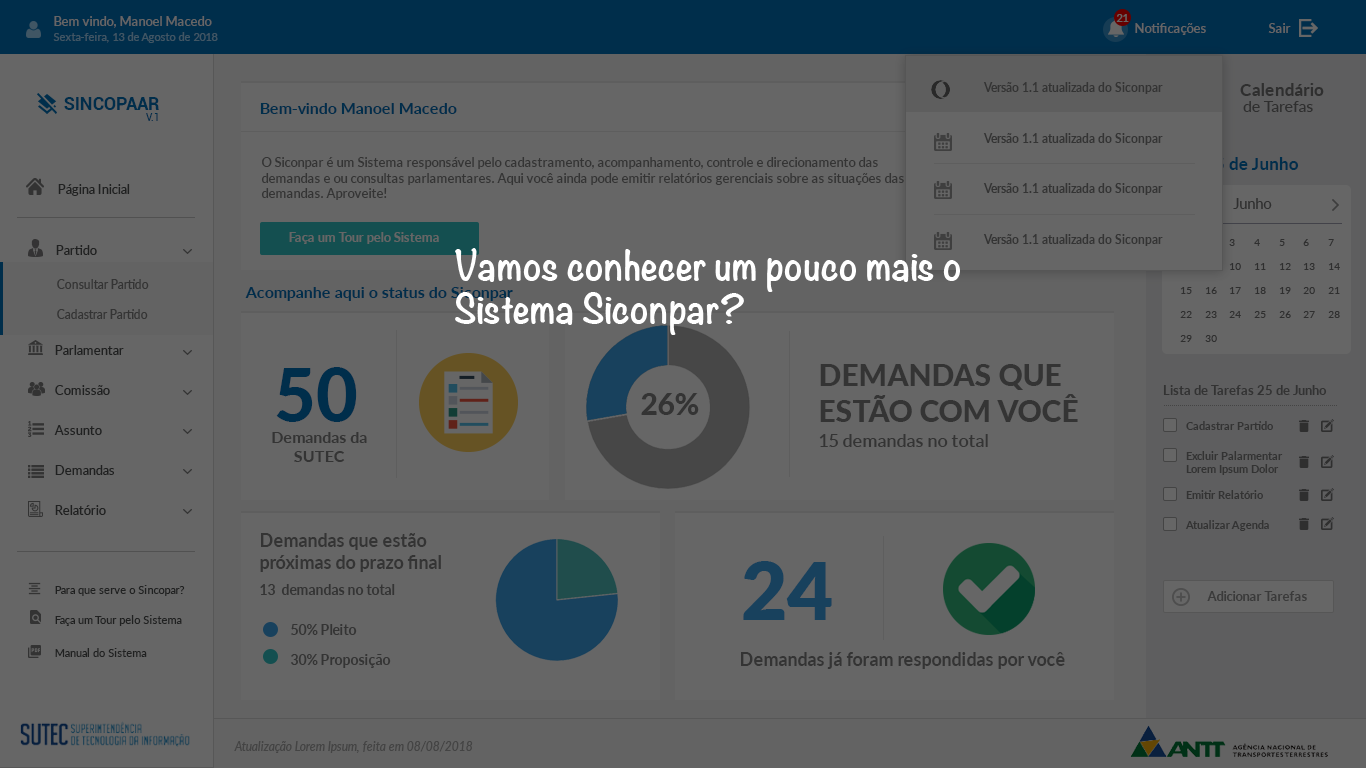 Bem vindo, Manoel Macedo
Sexta-feira, 13 de Agosto de 2018
21
Notificações
Sair
SINCOPAAR
V.1
Página Inicial
Partido
Consultar Partido
Cadastrar Partido
Parlamentar
Comissão
Assunto
Demandas
Relatório
Para que serve o Sincopar?
Faça um Tour pelo Sistema
Manual do Sistema
SUTEC SUPERINTENDÊNCIA
DE TECNOLOGIA DA INFORMAÇÃO
Bem-vindo Manoel Macedo
O Siconpar é um Sistema responsável pelo cadastramento, acompanhamento, controle e direcionamento das
demandas e ou consultas parlamentares. Aqui você ainda pode emitir relatórios gerenciais sobre as situações das
demandas. Aproveite!
Faça um Tour pelo Sistema
Versão 1.1 atualizada do Siconpar
Versão 1.1 atualizada do Siconpar
Versão 1.1 atualizada do Siconpar
Versão 1.1 atualizada do Siconpar
Vamos conhecer um pouco mais o
Sistema Siconpar?
Acompanhe aqui o status do Siconpar
50
Demandas da
SUTEC
26%
DEMANDAS QUE
ESTÃO COM VOCÊ
15 demandas no total
Demandas que estão
próximas do prazo final
13 demandas no total
50% Pleito
30% Proposição
24
Demandas já foram respondidas por você
Calendário
de Tarefas
de Junho
Junho
3 4 5 6 7
10 11 12 13 14
15 16 17 18 19 20 21
22 23 24 25 26 27 28
29 30
Lista de Tarefas 25 de Junho
Cadastrar Partido
Excluir Palarmentar
Lorem Ipsum Dolor
Emitir Relatório
Atualizar Agenda
Adicionar Tarefas
Atualização Lorem Ipsum, feita em 08/08/2018
ANTT AGÊNCIA NACIONAL DE
TRANSPORTES TERRESTRES